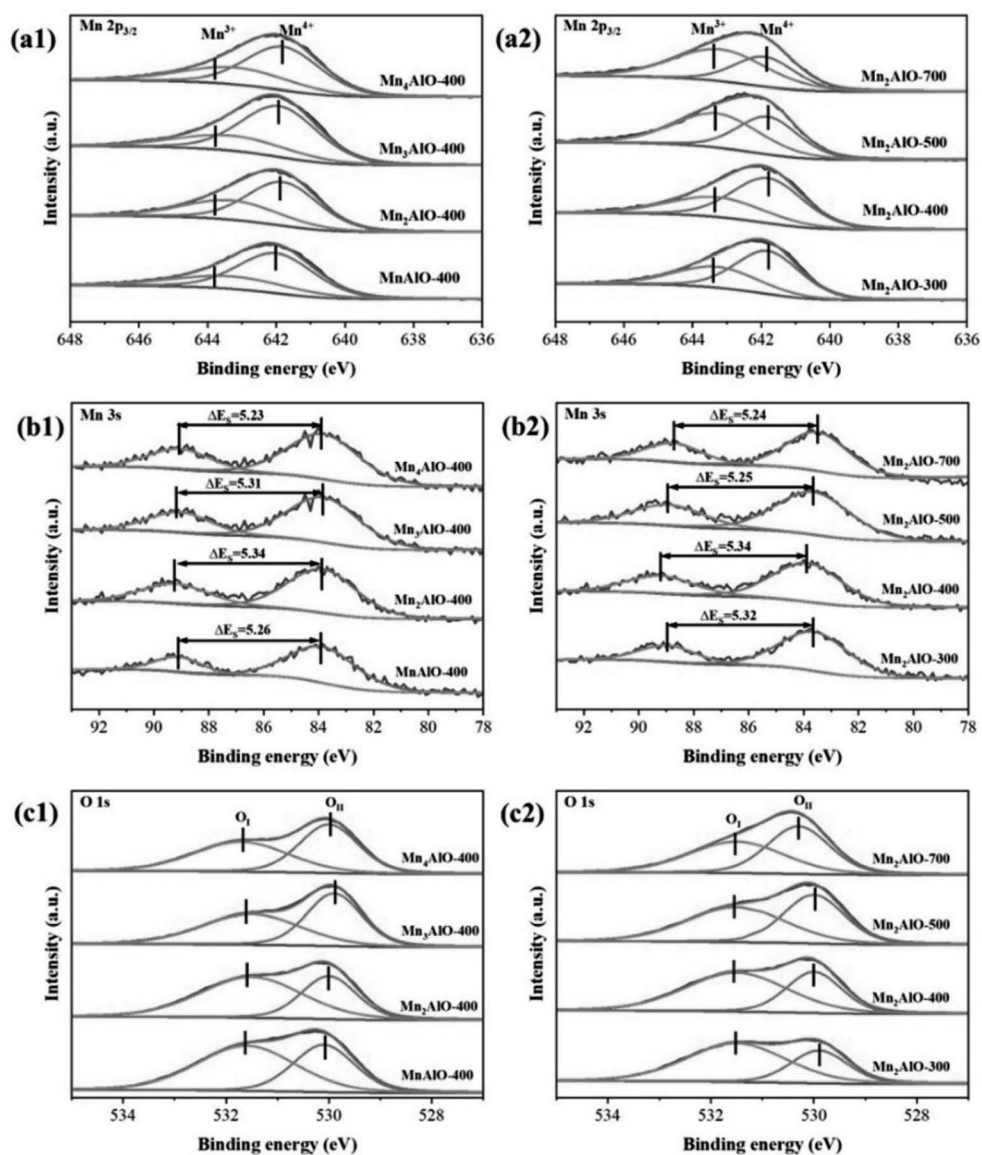 (a1) Mn 2p₃/₂
Mn³⁺ Mn⁴⁺
Mn₄AlO-400
Mn₃AlO-400
Mn₂AlO-400
MnAlO-400
Intensity (a.u.)
648 646 644 642 640 638 636
Binding energy (eV)
(a2) Mn 2p₃/₂
Mn³⁺ Mn⁴⁺
Mn₂AlO-700
Mn₂AlO-500
Mn₂AlO-400
Mn₂AlO-300
Intensity (a.u.)
648 646 644 642 640 638 636
Binding energy (eV)
(b1) Mn 3s
ΔEₛ=5.23
Mn₄AlO-400
ΔEₛ=5.31
Mn₃AlO-400
ΔEₛ=5.34
Mn₂AlO-400
ΔEₛ=5.26
MnAlO-400
Intensity (a.u.)
92 90 88 86 84 82 80 78
Binding energy (eV)
(b2) Mn 3s
ΔEₛ=5.24
Mn₂AlO-700
ΔEₛ=5.25
Mn₂AlO-500
ΔEₛ=5.34
Mn₂AlO-400
ΔEₛ=5.32
Mn₂AlO-300
Intensity (a.u.)
92 90 88 86 84 82 80 78
Binding energy (eV)
(c1) O 1s
O_I O_II
Mn₄AlO-400
Mn₃AlO-400
Mn₂AlO-400
MnAlO-400
Intensity (a.u.)
534 532 530 528
Binding energy (eV)
(c2) O 1s
O_I O_II
Mn₂AlO-700
Mn₂AlO-500
Mn₂AlO-400
Mn₂AlO-300
Intensity (a.u.)
534 532 530 528
Binding energy (eV)